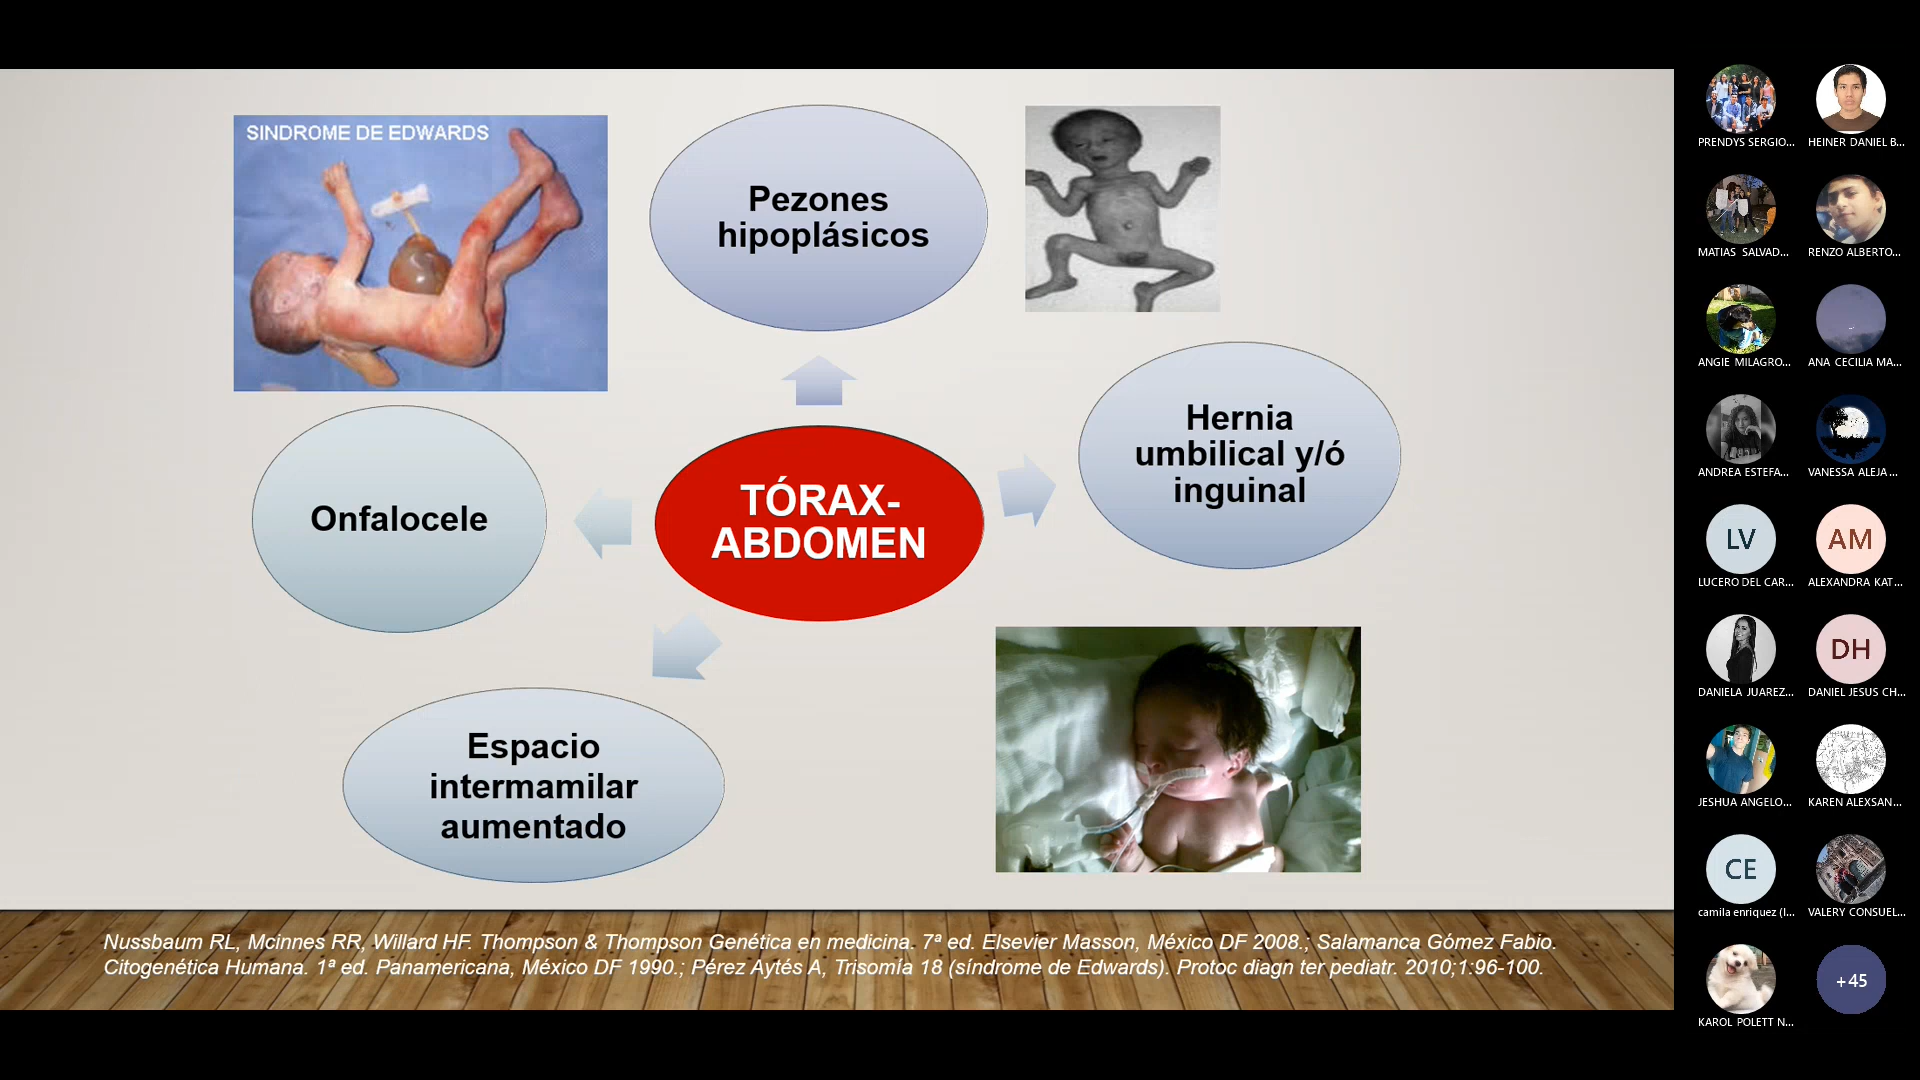 SINDROME DE EDWARDS
Pezones
hipoplásicos
Hernia
umbilical y/ó
inguinal
TÓRAX-
ABDOMEN
Onfalocele
Espacio
intermamilar
aumentado
Nussbaum RL, Mcinnes RR, Willard HF. Thompson & Thompson Genética en medicina. 7ª ed. Elsevier Masson, México DF 2008.; Salamanca Gómez Fabio.
Citogenética Humana. 1ª ed. Panamericana, México DF 1990.; Pérez Aytés A, Trisomía 18 (síndrome de Edwards). Protoc diagn ter pediatr. 2010;1:96-100.
PRENDYS SERGIO...
HEINER DANIEL B...
MATIAS SALVAD...
RENZO ALBERTO...
ANGIE MILAGRO...
ANA CECILIA MA...
ANDREA ESTEFA...
VANESSA ALEJA...
LV
AM
LUCERO DEL CAR...
ALEXANDRA KAT...
DH
DANIELA JUAREZ...
DANIEL JESUS CH...
JESHUA ANGELO...
KAREN ALEXSAN...
CE
camila enriquez (I...
VALERY CONSUEL...
+45
KAROL POLETT N...